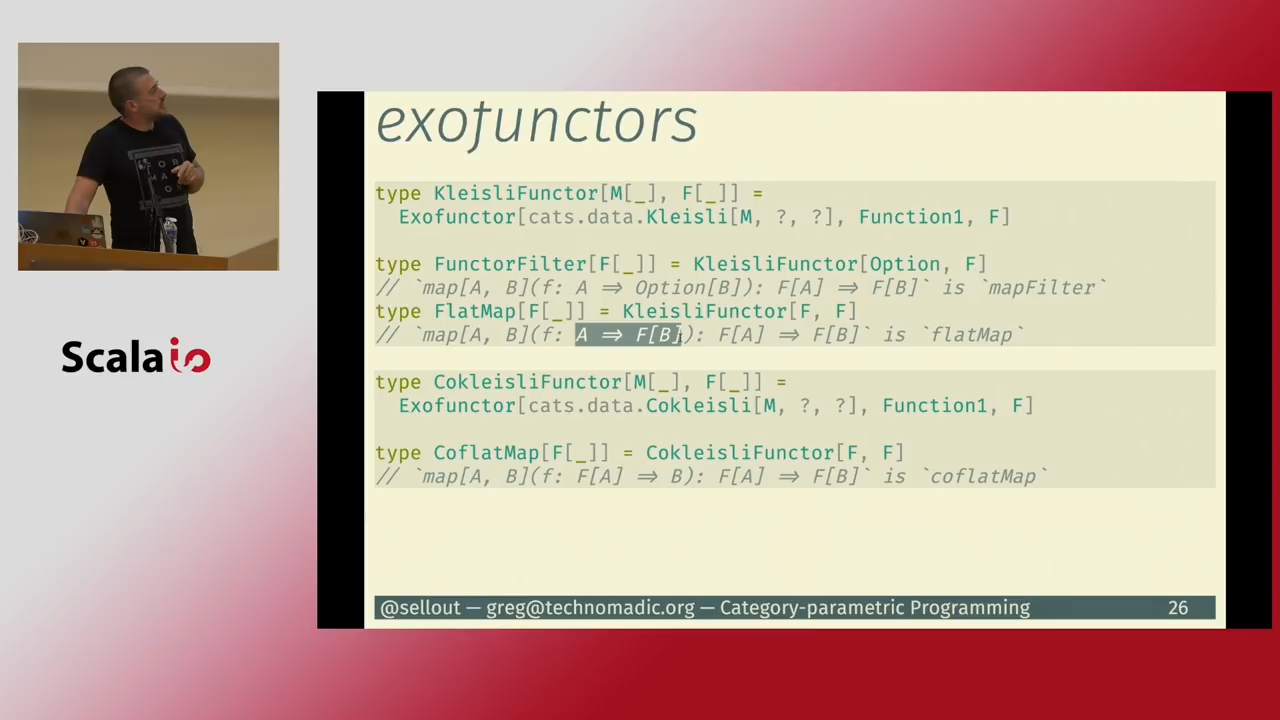 exofunctors
type KleisliFunctor[M[_], F[_]] =
Exofunctor[cats.data.Kleisli[M, ?, ?], Function1, F]
type FunctorFilter[F[_]] = KleisliFunctor[Option, F]
// `map[A, B](f: A ⇒ Option[B]): F[A] ⇒ F[B]` is `mapFilter`
type FlatMap[F[_]] = KleisliFunctor[F, F]
// `map[A, B](f: A ⇒ F[B]): F[A] ⇒ F[B]` is `flatMap`
type CokleisliFunctor[M[_], F[_]] =
Exofunctor[cats.data.Cokleisli[M, ?, ?], Function1, F]
type CoflatMap[F[_]] = CokleisliFunctor[F, F]
// `map[A, B](f: F[A] ⇒ B): F[A] ⇒ F[B]` is `coflatMap`
@sellout — greg@technomadic.org — Category-parametric Programming 26
Scala io
FOR
MA